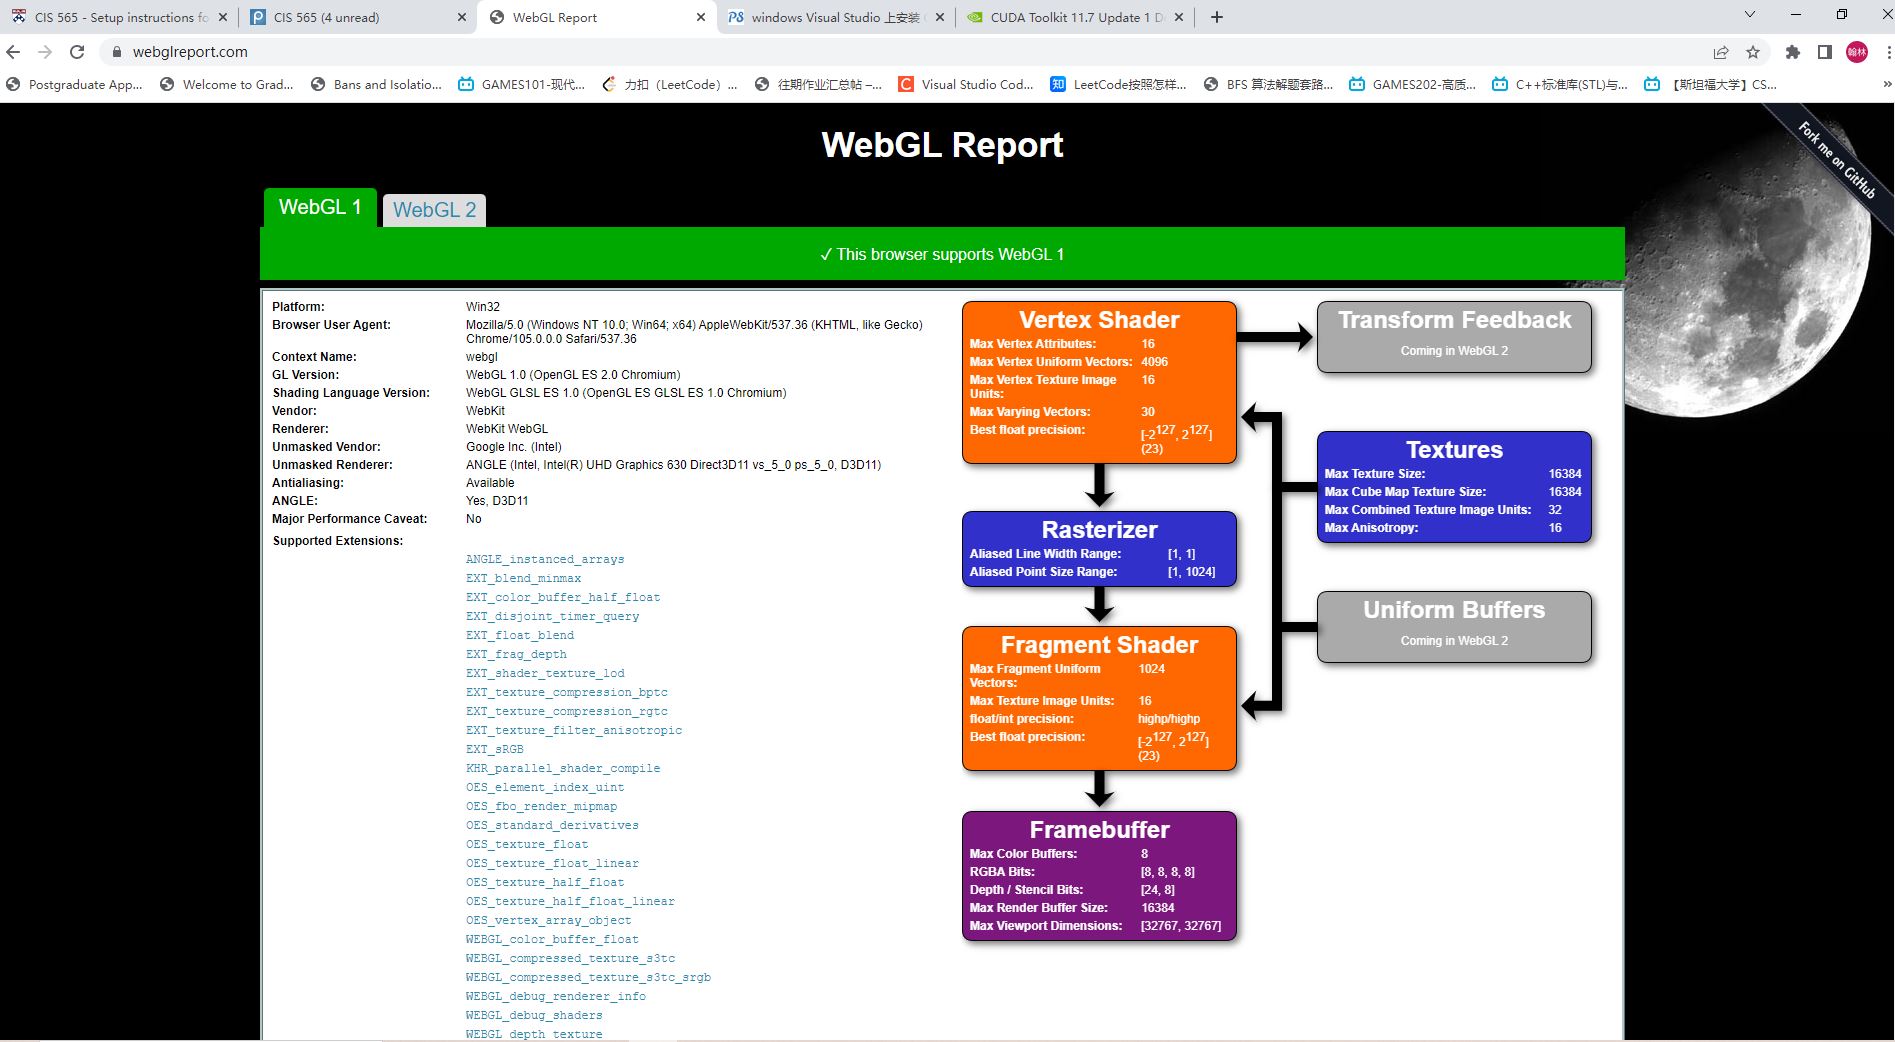 CIS 565 - Setup instructions fo
CIS 565 (4 unread)
WebGL Report
windows Visual Studio 上安装
CUDA Toolkit 11.7 Update 1 D
webglreport.com
翰林
Postgraduate App...
Welcome to Grad...
Bans and Isolatio...
GAMES101-现代...
力扣 (LeetCode) ...
往期作业汇总帖 –...
Visual Studio Cod...
LeetCode按照怎样...
BFS 算法解题套路...
GAMES202-高质...
C++标准库(STL)与...
【斯坦福大学】CS...
WebGL Report
Fork me on GitHub
WebGL 1
WebGL 2
✓ This browser supports WebGL 1
Platform: Win32
Browser User Agent: Mozilla/5.0 (Windows NT 10.0; Win64; x64) AppleWebKit/537.36 (KHTML, like Gecko)
Chrome/105.0.0.0 Safari/537.36
Context Name: webgl
GL Version: WebGL 1.0 (OpenGL ES 2.0 Chromium)
Shading Language Version: WebGL GLSL ES 1.0 (OpenGL ES GLSL ES 1.0 Chromium)
Vendor: WebKit
Renderer: WebKit WebGL
Unmasked Vendor: Google Inc. (Intel)
Unmasked Renderer: ANGLE (Intel, Intel(R) UHD Graphics 630 Direct3D11 vs_5_0 ps_5_0, D3D11)
Antialiasing: Available
ANGLE: Yes, D3D11
Major Performance Caveat: No
Supported Extensions:
ANGLE_instanced_arrays
EXT_blend_minmax
EXT_color_buffer_half_float
EXT_disjoint_timer_query
EXT_float_blend
EXT_frag_depth
EXT_shader_texture_lod
EXT_texture_compression_bptc
EXT_texture_compression_rgtc
EXT_texture_filter_anisotropic
EXT_sRGB
KHR_parallel_shader_compile
OES_element_index_uint
OES_fbo_render_mipmap
OES_standard_derivatives
OES_texture_float
OES_texture_float_linear
OES_texture_half_float
OES_texture_half_float_linear
OES_vertex_array_object
WEBGL_color_buffer_float
WEBGL_compressed_texture_s3tc
WEBGL_compressed_texture_s3tc_srgb
WEBGL_debug_renderer_info
WEBGL_debug_shaders
WEBGL_depth_texture
Vertex Shader
Max Vertex Attributes: 16
Max Vertex Uniform Vectors: 4096
Max Vertex Texture Image 16
Units:
Max Varying Vectors: 30
Best float precision: [-2^127, 2^127]
(23)
Rasterizer
Aliased Line Width Range: [1, 1]
Aliased Point Size Range: [1, 1024]
Fragment Shader
Max Fragment Uniform 1024
Vectors:
Max Texture Image Units: 16
float/int precision: highp/highp
Best float precision: [-2^127, 2^127]
(23)
Framebuffer
Max Color Buffers: 8
RGBA Bits: [8, 8, 8, 8]
Depth / Stencil Bits: [24, 8]
Max Render Buffer Size: 16384
Max Viewport Dimensions: [32767, 32767]
Transform Feedback
Coming in WebGL 2
Textures
Max Texture Size: 16384
Max Cube Map Texture Size: 16384
Max Combined Texture Image Units: 32
Max Anisotropy: 16
Uniform Buffers
Coming in WebGL 2